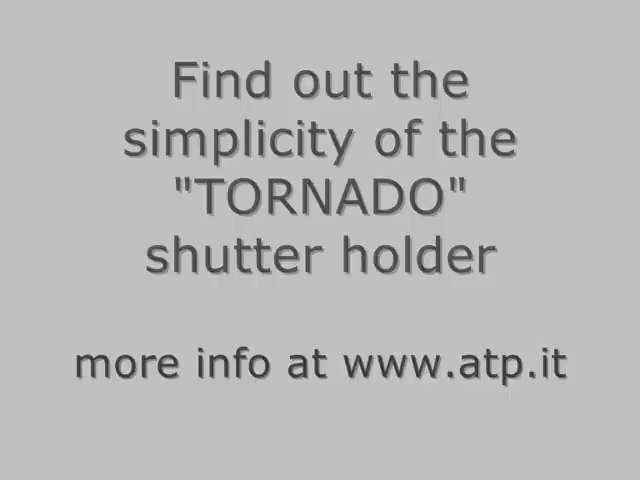 Find out the
simplicity of the
"TORNADO"
shutter holder
more info at www.atp.it